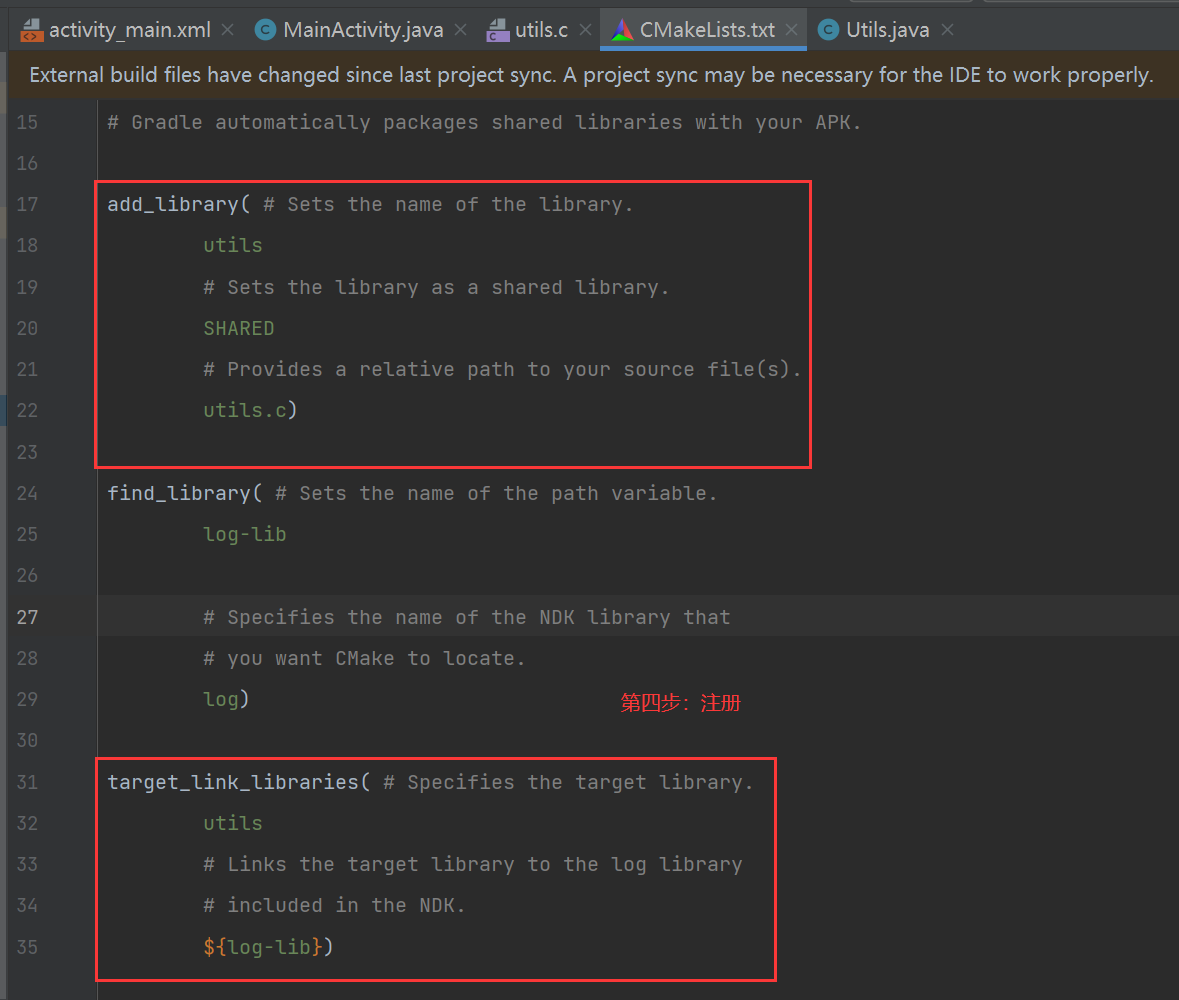 activity_main.xml MainActivity.java utils.c CMakeLists.txt Utils.java
External build files have changed since last project sync. A project sync may be necessary for the IDE to work properly.
15 # Gradle automatically packages shared libraries with your APK.
16
17 add_library( # Sets the name of the library.
18 utils
19 # Sets the library as a shared library.
20 SHARED
21 # Provides a relative path to your source file(s).
22 utils.c)
23
24 find_library( # Sets the name of the path variable.
25 log-lib
26
27 # Specifies the name of the NDK library that
28 # you want CMake to locate.
29 log)
第四步：注册
30
31 target_link_libraries( # Specifies the target library.
32 utils
33 # Links the target library to the log library
34 # included in the NDK.
35 ${log-lib})